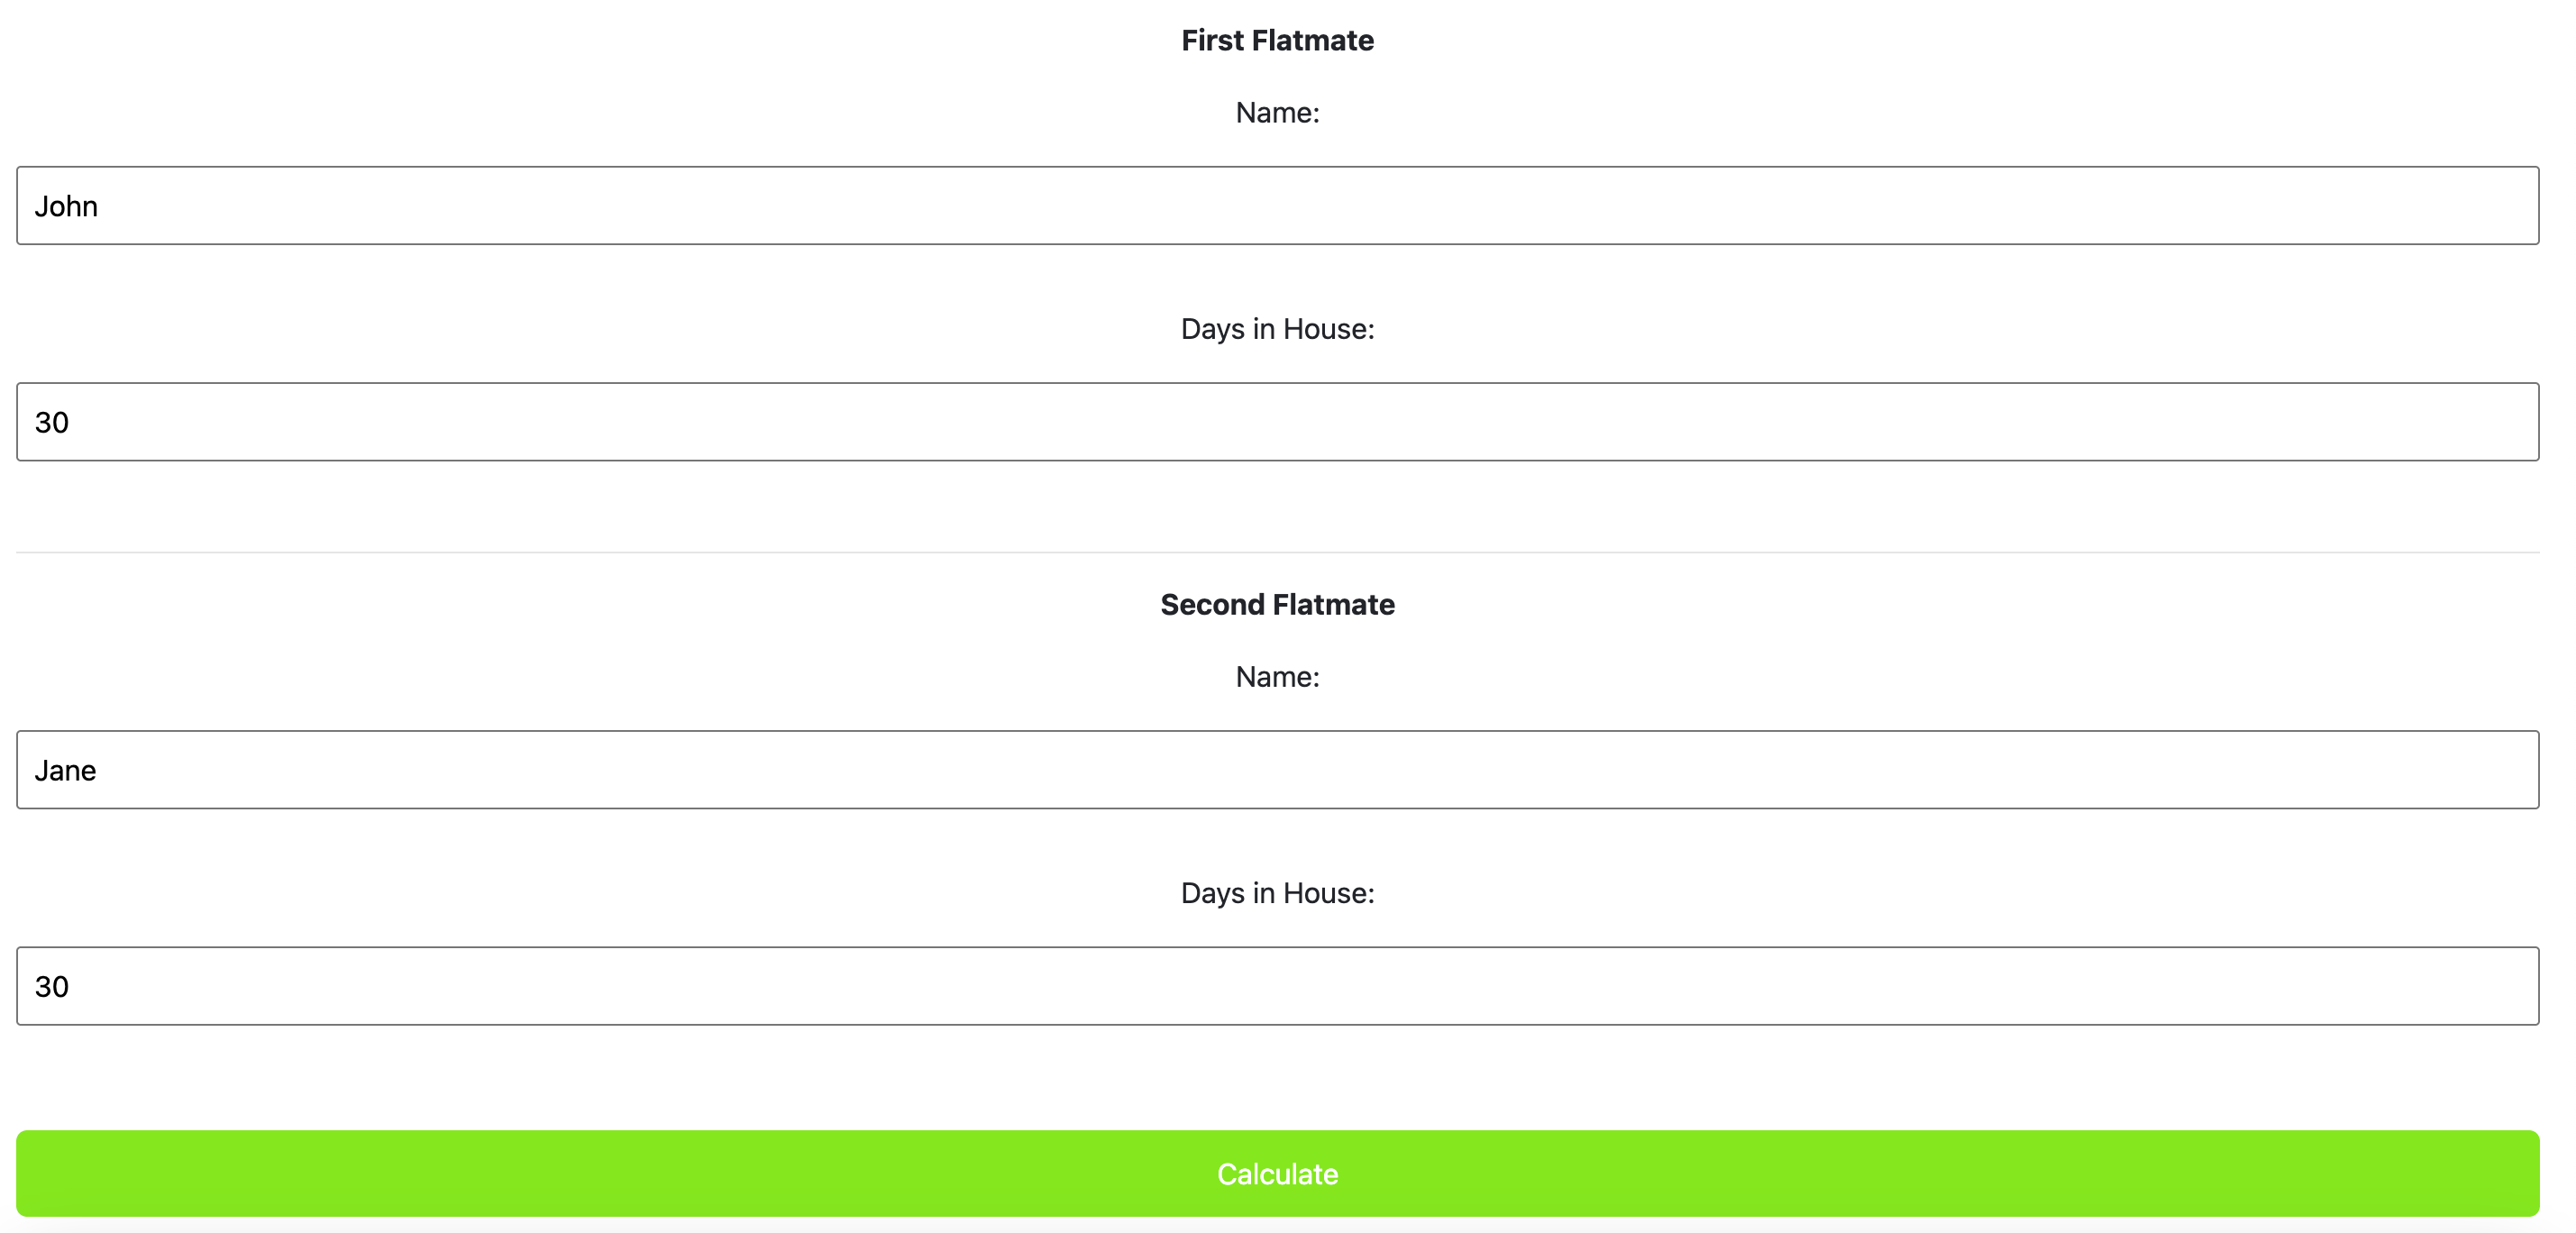 First Flatmate
Name:
John
Days in House:
30
Second Flatmate
Name:
Jane
Days in House:
30
Calculate